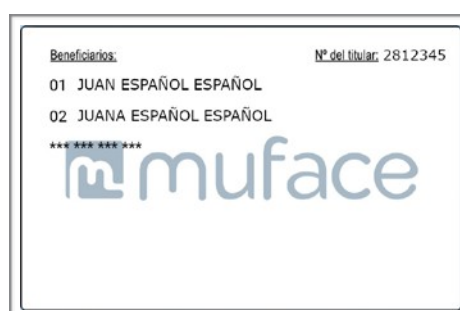 Beneficiarios: Nº del titular: 2812345
01 JUAN ESPAÑOL ESPAÑOL
02 JUANA ESPAÑOL ESPAÑOL
*** *** *** ***
m muface